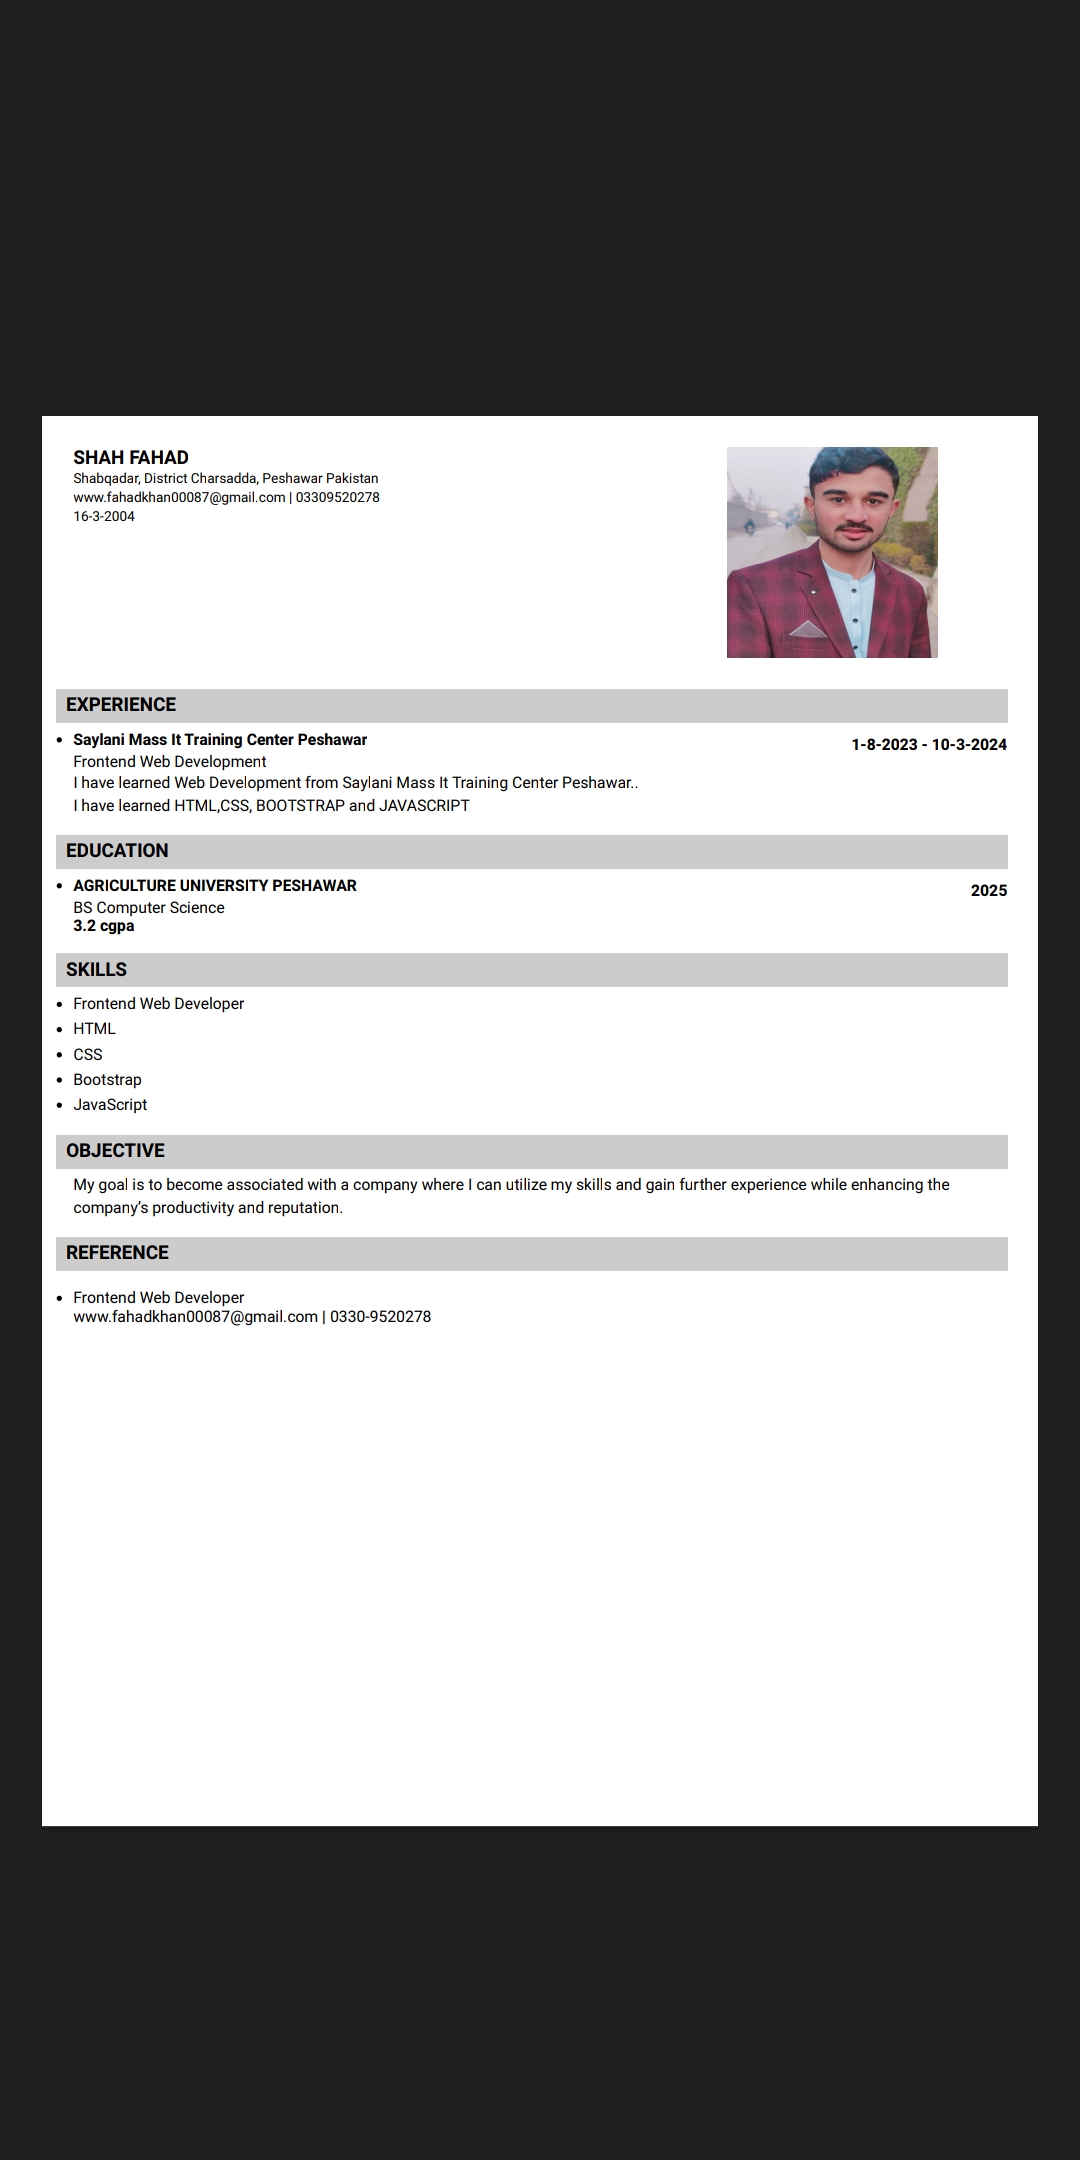 SHAH FAHAD
Shabqadar, District Charsadda, Peshawar Pakistan
www.fahadkhan00087@gmail.com | 03309520278
16-3-2004
EXPERIENCE
• Saylani Mass It Training Center Peshawar 1-8-2023 - 10-3-2024
Frontend Web Development
I have learned Web Development from Saylani Mass It Training Center Peshawar..
I have learned HTML,CSS, BOOTSTRAP and JAVASCRIPT
EDUCATION
• AGRICULTURE UNIVERSITY PESHAWAR 2025
BS Computer Science
3.2 cgpa
SKILLS
• Frontend Web Developer
• HTML
• CSS
• Bootstrap
• JavaScript
OBJECTIVE
My goal is to become associated with a company where I can utilize my skills and gain further experience while enhancing the
company’s productivity and reputation.
REFERENCE
• Frontend Web Developer
www.fahadkhan00087@gmail.com | 0330-9520278